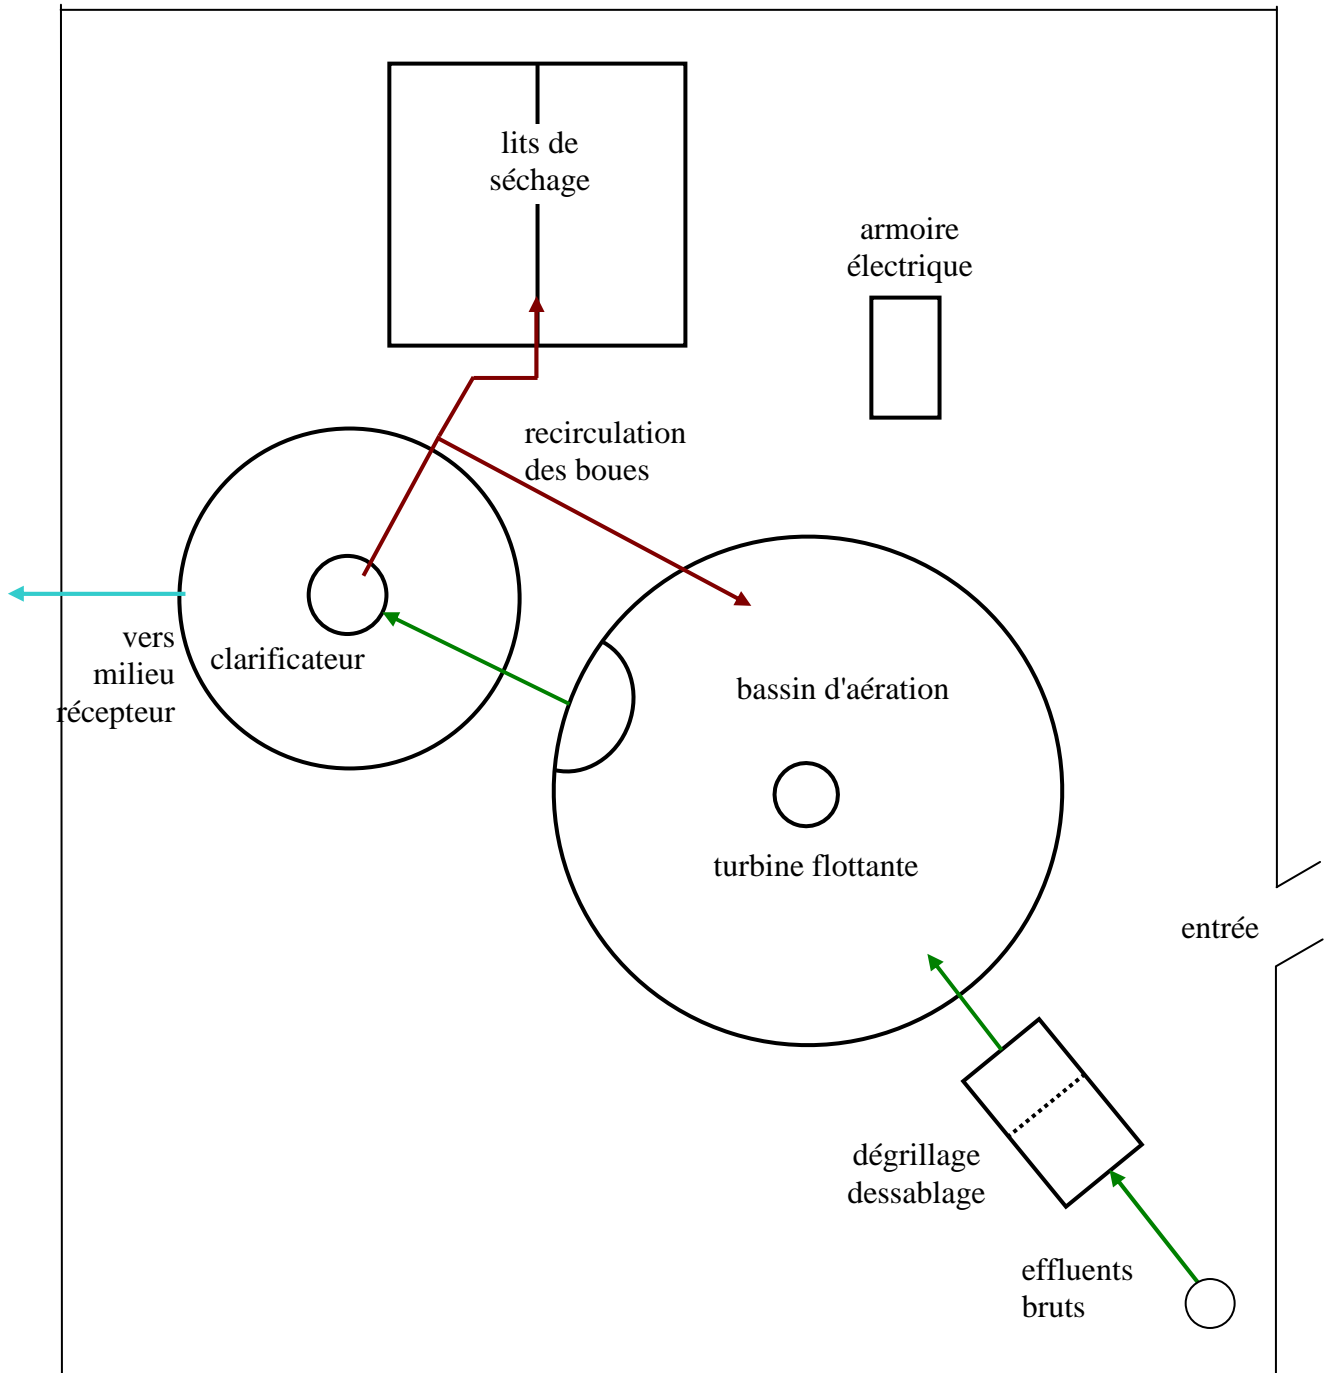 lits de
séchage
armoire
électrique
recirculation
des boues
vers
milieu
récepteur
clarificateur
bassin d'aération
turbine flottante
entrée
dégrillage
dessablage
effluents
bruts